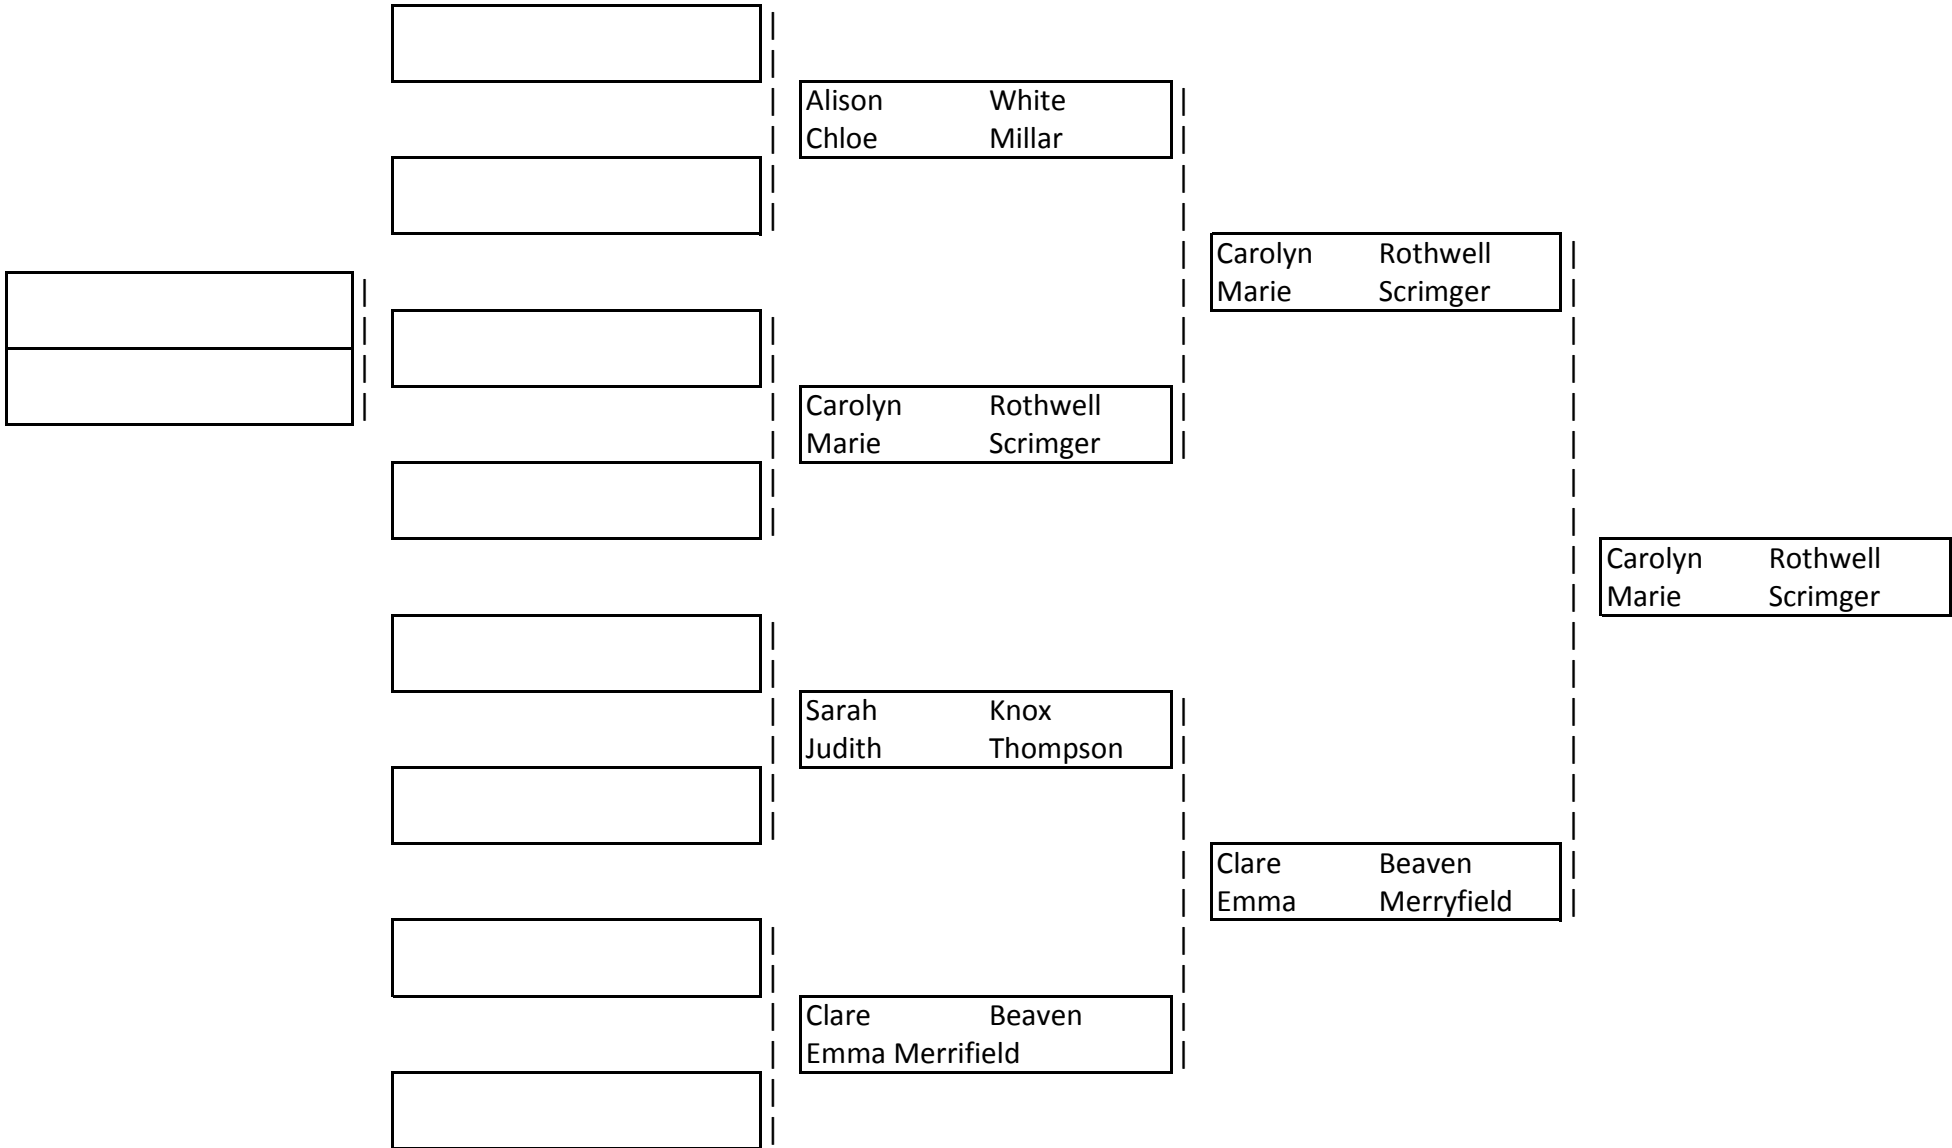 Alison White
Chloe Millar
Carolyn Rothwell
Marie Scrimger
Carolyn Rothwell
Marie Scrimger
Carolyn Rothwell
Marie Scrimger
Sarah Knox
Judith Thompson
Clare Beaven
Emma Merryfield
Clare Beaven
Emma Merrifield